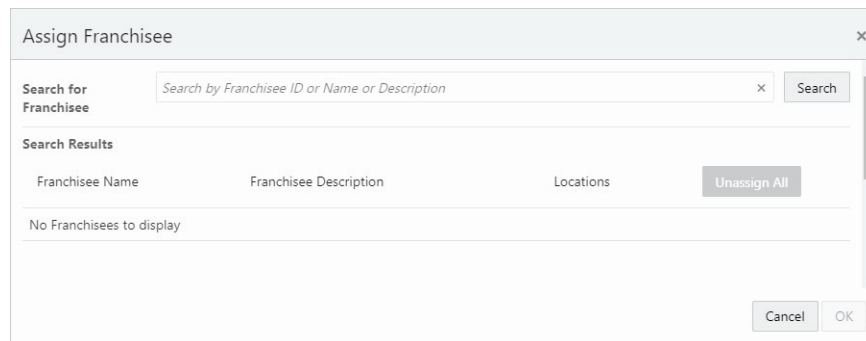 Assign Franchisee
Search for
Franchisee
Search by Franchisee ID or Name or Description
Search
Search Results
Franchisee Name Franchisee Description Locations Unassign All
No Franchisees to display
Cancel OK